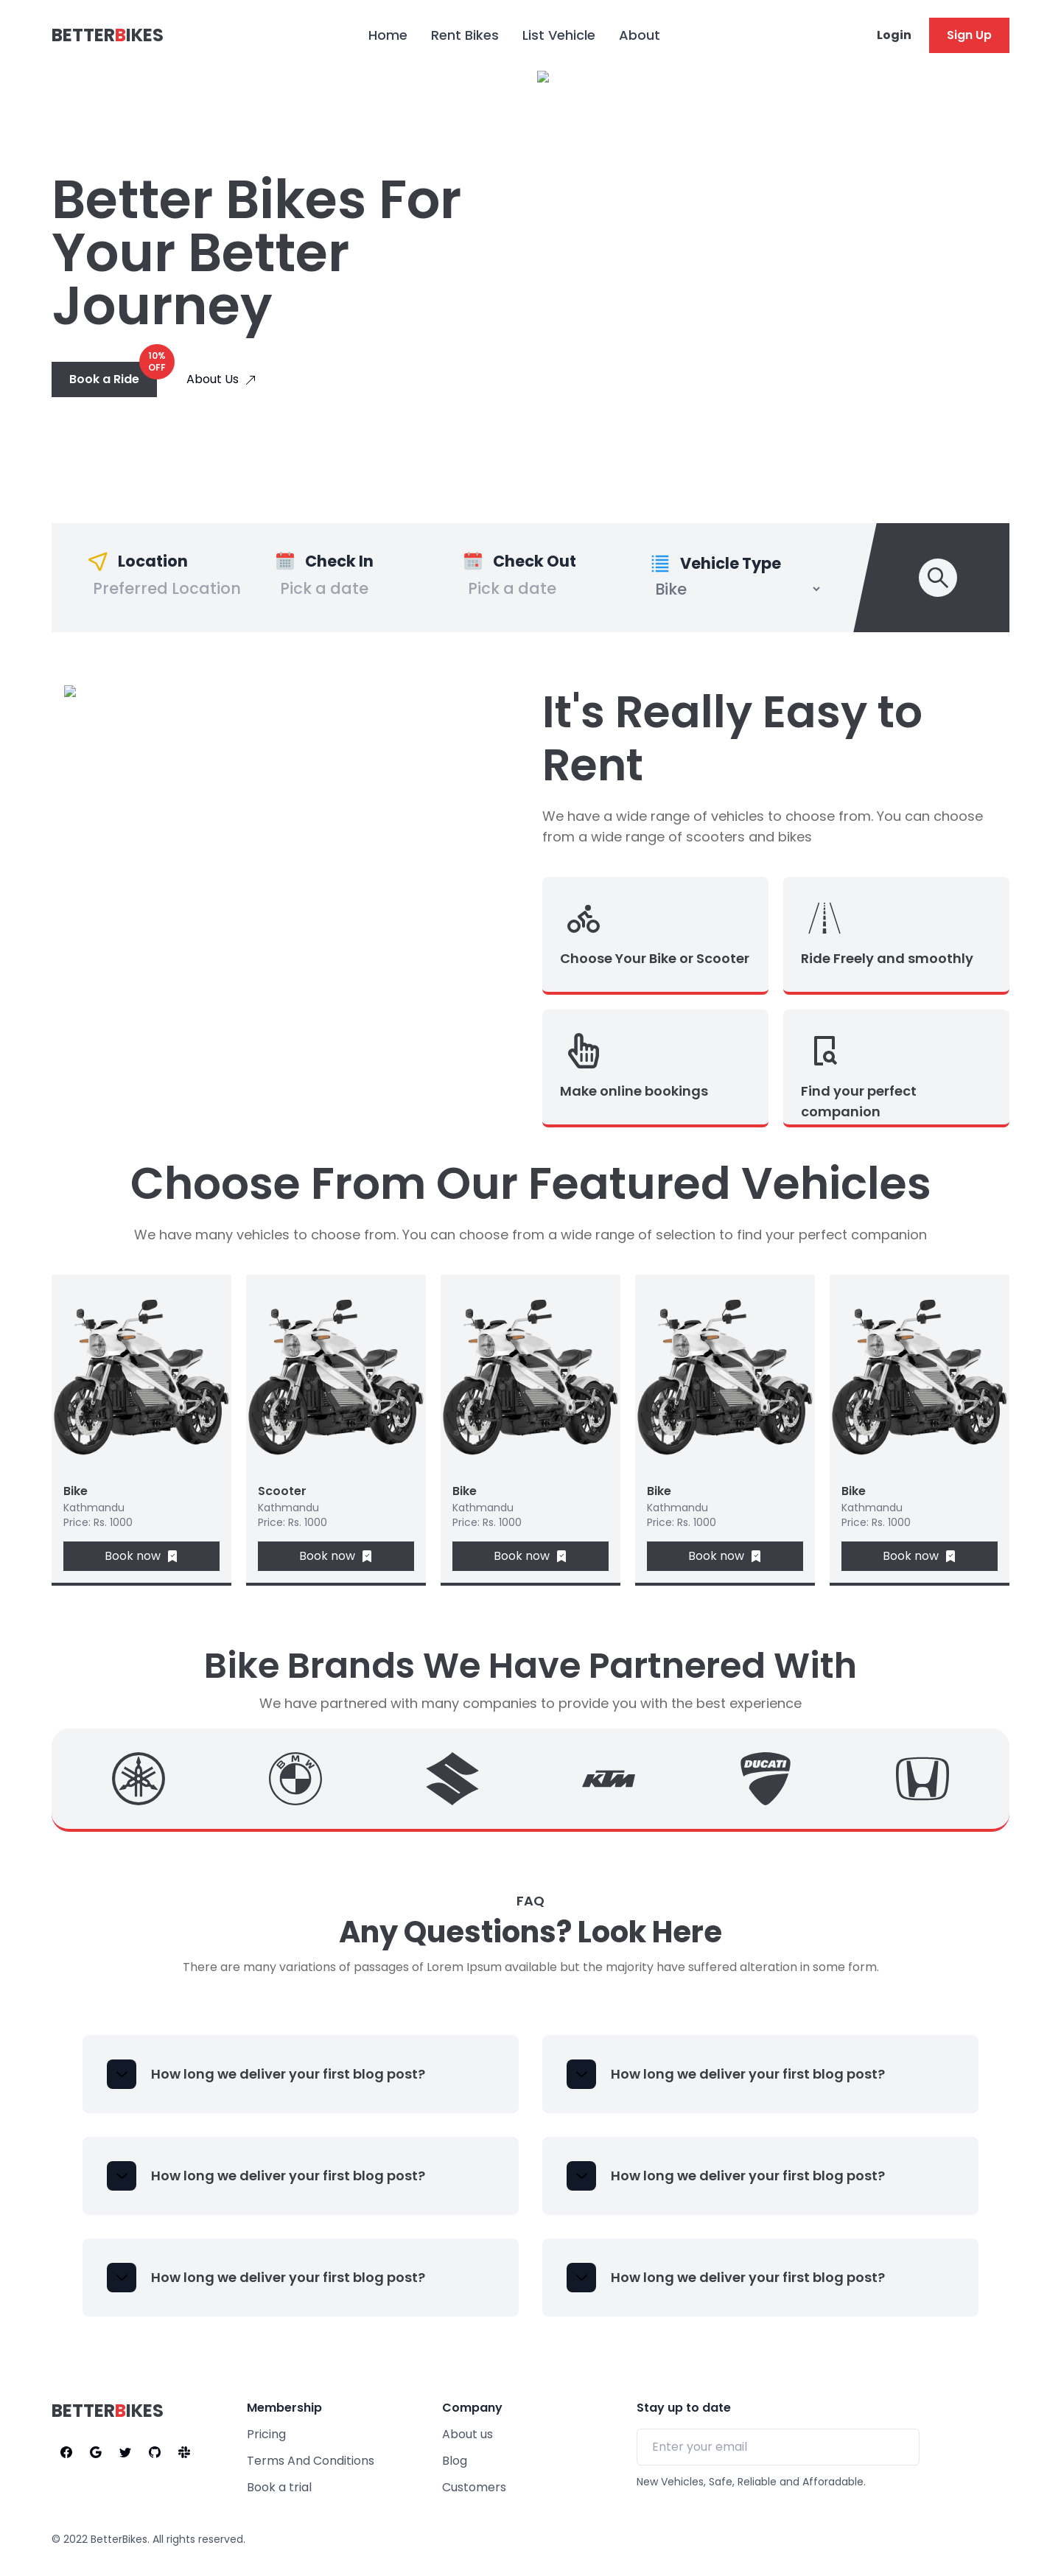 BETTERBIKES
Home Rent Bikes List Vehicle About
Login Sign Up
Better Bikes For
Your Better
Journey
10%
OFF
Book a Ride
About Us
Location Check In Check Out Vehicle Type
Preferred Location Pick a date Pick a date Bike
It's Really Easy to
Rent
We have a wide range of vehicles to choose from. You can choose
from a wide range of scooters and bikes
Choose Your Bike or Scooter
Ride Freely and smoothly
Make online bookings
Find your perfect
companion
Choose From Our Featured Vehicles
We have many vehicles to choose from. You can choose from a wide range of selection to find your perfect companion
Bike Scooter Bike Bike Bike
Kathmandu Kathmandu Kathmandu Kathmandu Kathmandu
Price: Rs. 1000 Price: Rs. 1000 Price: Rs. 1000 Price: Rs. 1000 Price: Rs. 1000
Book now Book now Book now Book now Book now
Bike Brands We Have Partnered With
We have partnered with many companies to provide you with the best experience
BMW KTM DUCATI
FAQ
Any Questions? Look Here
There are many variations of passages of Lorem Ipsum available but the majority have suffered alteration in some form.
How long we deliver your first blog post? How long we deliver your first blog post?
How long we deliver your first blog post? How long we deliver your first blog post?
How long we deliver your first blog post? How long we deliver your first blog post?
BETTERBIKES
Membership
Pricing
Terms And Conditions
Book a trial
Company
About us
Blog
Customers
Stay up to date
Enter your email
New Vehicles, Safe, Reliable and Afforadable.
© 2022 BetterBikes. All rights reserved.